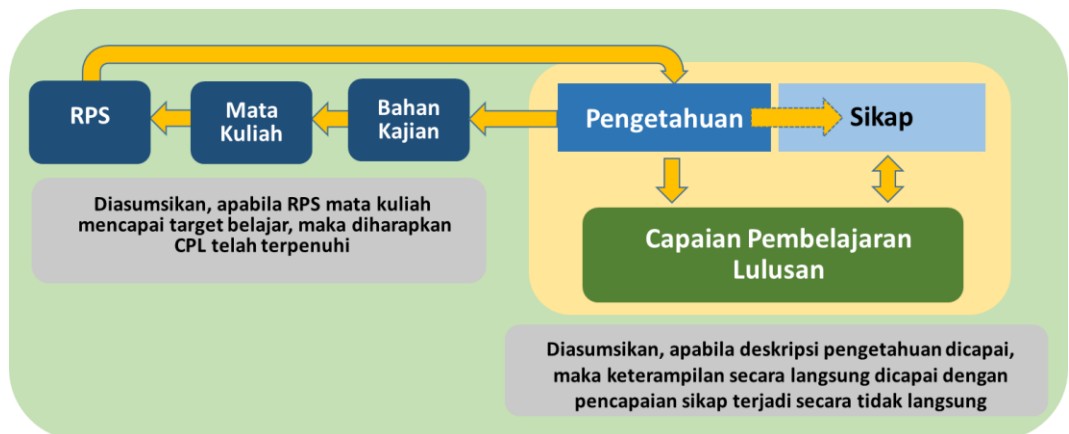 RPS
Mata
Kuliah
Bahan
Kajian
Pengetahuan
Sikap
Diasumsikan, apabila RPS mata kuliah
mencapai target belajar, maka diharapkan
CPL telah terpenuhi
Capaian Pembelajaran
Lulusan
Diasumsikan, apabila deskripsi pengetahuan dicapai,
maka keterampilan secara langsung dicapai dengan
pencapaian sikap terjadi secara tidak langsung